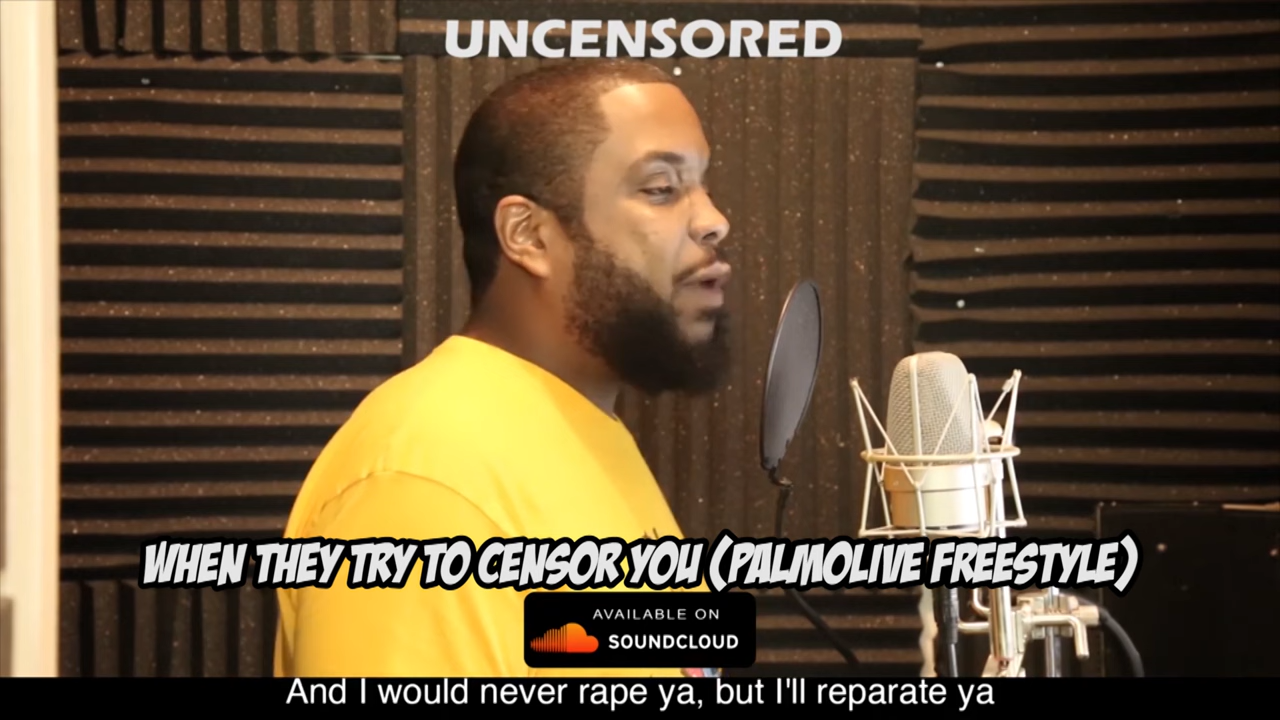 UNCENSORED
WHEN THEY TRY TO CENSOR YOU (PALMOLIVE FREESTYLE)
AVAILABLE ON
SOUNDCLOUD
And I would never rape ya, but I'll reparate ya